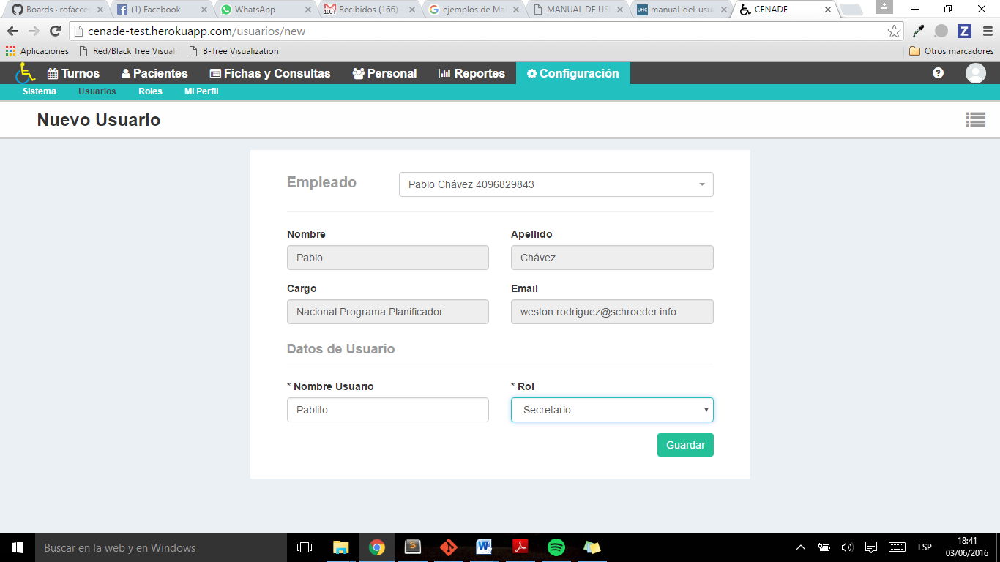 Boards · rofacces
(1) Facebook
WhatsApp
100+
Recibidos (166)
ejemplos de Ma
MANUAL DE US
UNC
manual-del-usu
CENADE
cenade-test.herokuapp.com/usuarios/new
Z
Aplicaciones
Red/Black Tree Visuali
B-Tree Visualization
Otros marcadores
Turnos
Pacientes
Fichas y Consultas
Personal
Reportes
Configuración
?
Sistema
Usuarios
Roles
Mi Perfil
Nuevo Usuario
Empleado
Pablo Chávez 4096829843
Nombre
Apellido
Pablo
Chávez
Cargo
Email
Nacional Programa Planificador
weston.rodriguez@schroeder.info
Datos de Usuario
* Nombre Usuario
* Rol
Pablito
Secretario
Guardar
Buscar en la web y en Windows
S
W
ESP
18:41
03/06/2016